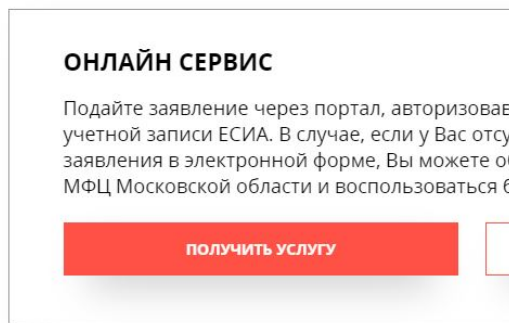 ОНЛАЙН СЕРВИС
Подайте заявление через портал, авторизовав
учетной записи ЕСИА. В случае, если у Вас отсу
заявления в электронной форме, Вы можете об
МФЦ Московской области и воспользоваться б
ПОЛУЧИТЬ УСЛУГУ